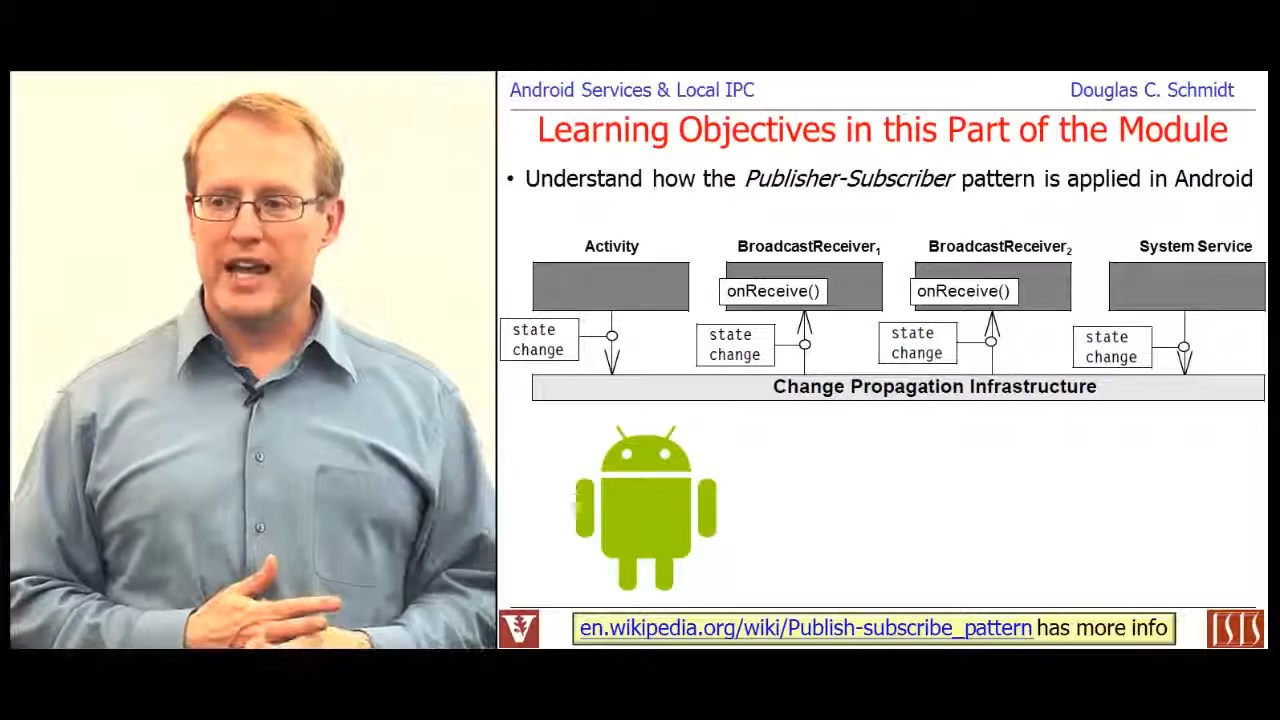 Android Services & Local IPC
Douglas C. Schmidt
Learning Objectives in this Part of the Module
• Understand how the Publisher-Subscriber pattern is applied in Android
Activity
BroadcastReceiver1
BroadcastReceiver2
System Service
onReceive()
onReceive()
state
change
state
change
state
change
state
change
Change Propagation Infrastructure
V
en.wikipedia.org/wiki/Publish-subscribe_pattern has more info
ISIS